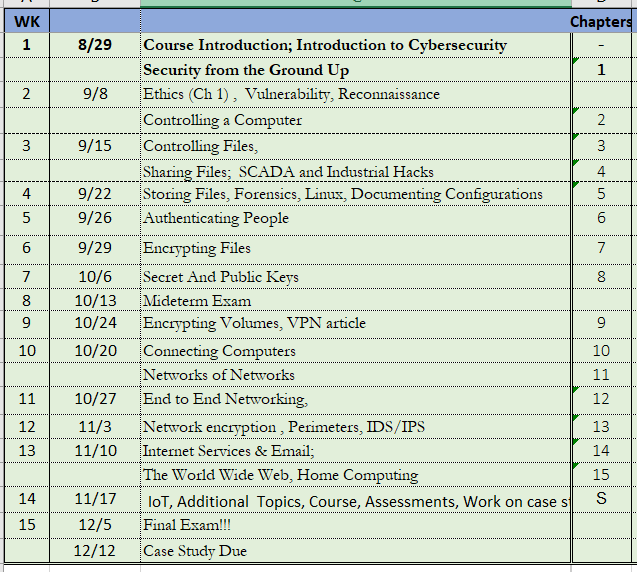 WK Chapters
1 8/29 Course Introduction; Introduction to Cybersecurity -
Security from the Ground Up 1
2 9/8 Ethics (Ch 1) , Vulnerability, Reconnaissance
Controlling a Computer 2
3 9/15 Controlling Files, 3
Sharing Files; SCADA and Industrial Hacks 4
4 9/22 Storing Files, Forensics, Linux, Documenting Configurations 5
5 9/26 Authenticating People 6
6 9/29 Encrypting Files 7
7 10/6 Secret And Public Keys 8
8 10/13 Mideterm Exam
9 10/24 Encrypting Volumes, VPN article 9
10 10/20 Connecting Computers 10
Networks of Networks 11
11 10/27 End to End Networking, 12
12 11/3 Network encryption , Perimeters, IDS/IPS 13
13 11/10 Internet Services & Email; 14
The World Wide Web, Home Computing 15
14 11/17 IoT, Additional Topics, Course, Assessments, Work on case S
15 12/5 Final Exam!!!
12/12 Case Study Due